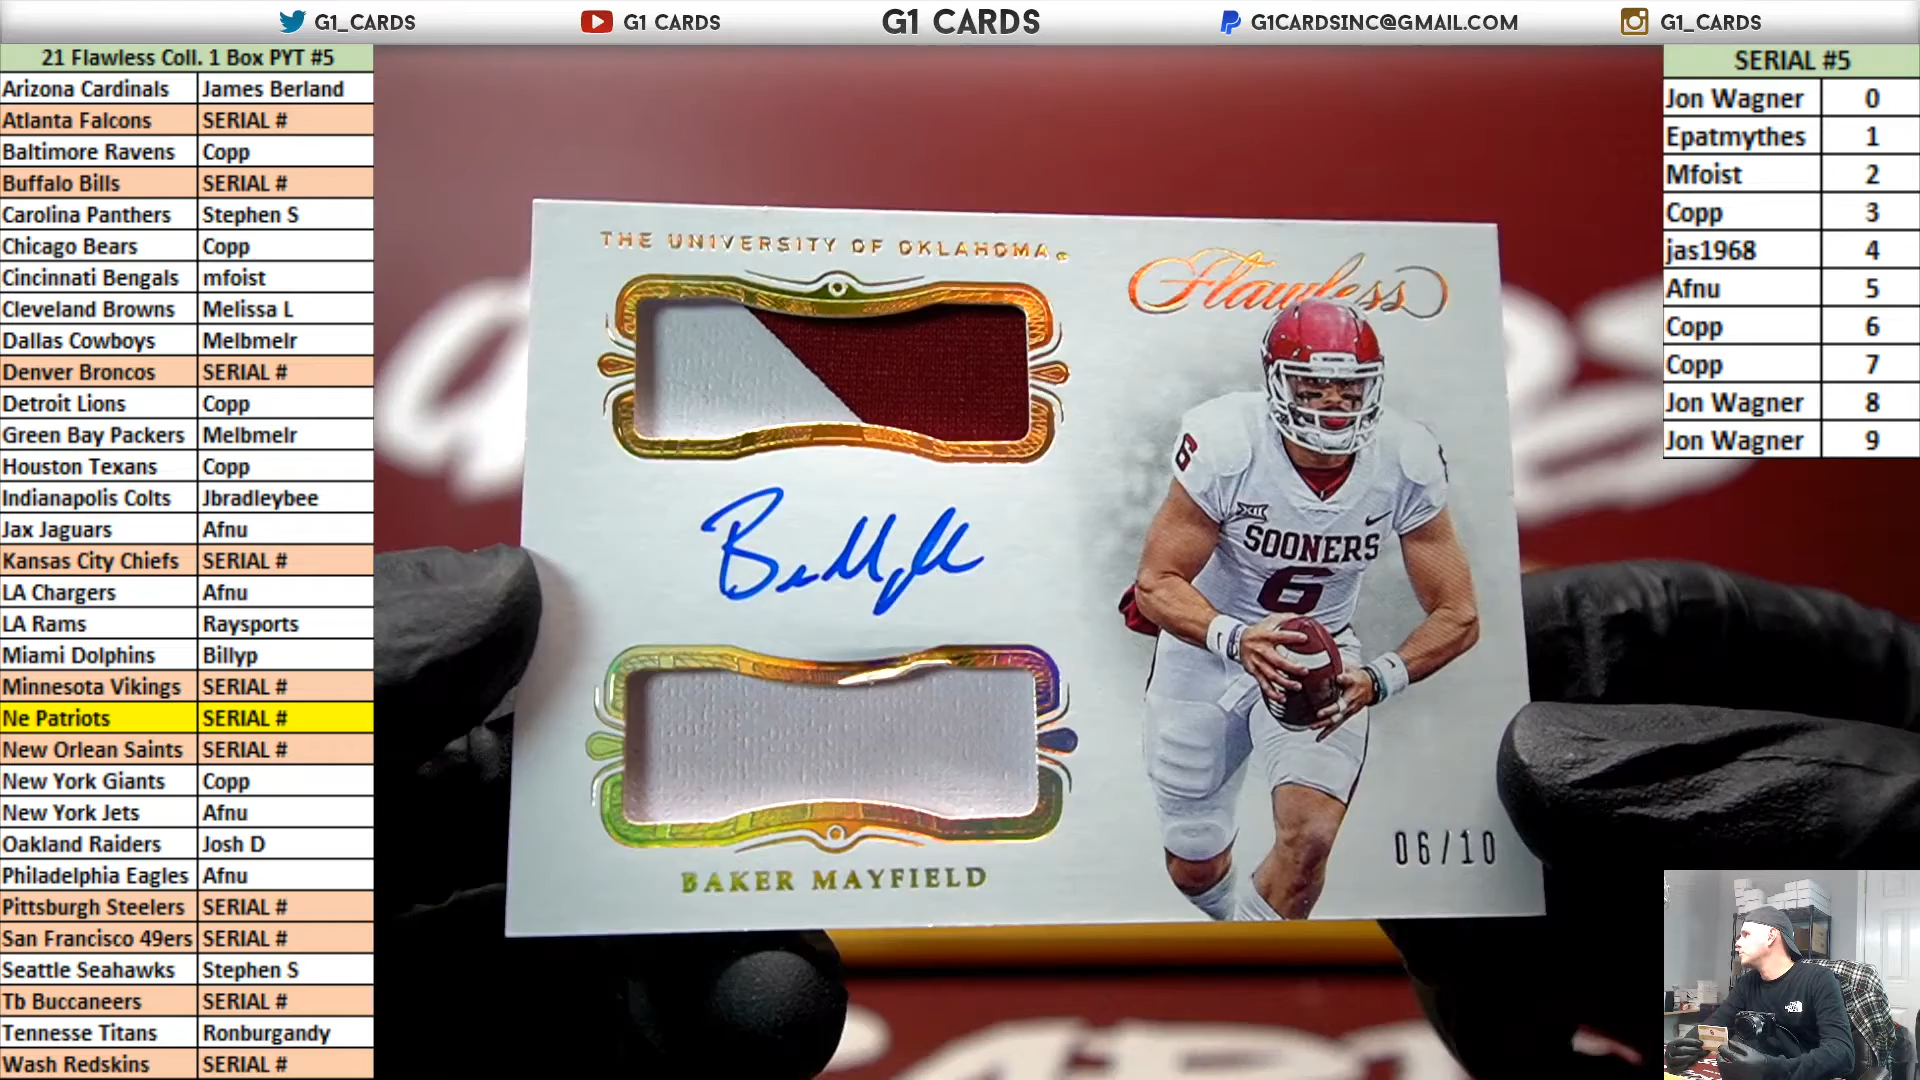 G1_CARDS
G1 CARDS
G1 CARDS
G1CARDSINC@GMAIL.COM
G1_CARDS
21 Flawless Coll. 1 Box PYT #5
Arizona Cardinals James Berland
Atlanta Falcons SERIAL #
Baltimore Ravens Copp
Buffalo Bills SERIAL #
Carolina Panthers Stephen S
Chicago Bears Copp
Cincinnati Bengals mfoist
Cleveland Browns Melissa L
Dallas Cowboys Melbmelr
Denver Broncos SERIAL #
Detroit Lions Copp
Green Bay Packers Melbmelr
Houston Texans Copp
Indianapolis Colts Jbradleybee
Jax Jaguars Afnu
Kansas City Chiefs SERIAL #
LA Chargers Afnu
LA Rams Raysports
Miami Dolphins Billyp
Minnesota Vikings SERIAL #
Ne Patriots SERIAL #
New Orlean Saints SERIAL #
New York Giants Copp
New York Jets Afnu
Oakland Raiders Josh D
Philadelphia Eagles Afnu
Pittsburgh Steelers SERIAL #
San Francisco 49ers SERIAL #
Seattle Seahawks Stephen S
Tb Buccaneers SERIAL #
Tennesse Titans Ronburgandy
Wash Redskins SERIAL #
THE UNIVERSITY OF OKLAHOMA
Flawless
6
XII
SOONERS
6
BAKER MAYFIELD
06/10
SERIAL #5
Jon Wagner 0
Epatmythes 1
Mfoist 2
Copp 3
jas1968 4
Afnu 5
Copp 6
Copp 7
Jon Wagner 8
Jon Wagner 9